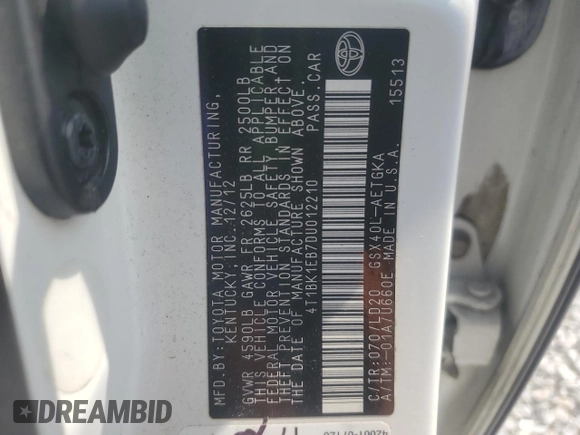 MFD. BY: TOYOTA MOTOR MANUFACTURING,
KENTUCKY, INC. 12/12
GVWR 4590LB GAWR FR 2625LB RR 2500LB
THIS VEHICLE CONFORMS TO ALL APPLICABLE
FEDERAL MOTOR VEHICLE SAFETY, BUMPER, AND
THEFT PREVENTION STANDARDS IN EFFECT ON
THE DATE OF MANUFACTURE SHOWN ABOVE.
4T1BK1EB7DU012210 PASS.CAR
C/TR:070/LD20 GSX40L-AETGKA
A/TM:-01A/U660E MADE IN U.S.A.
15513
DREAMBID